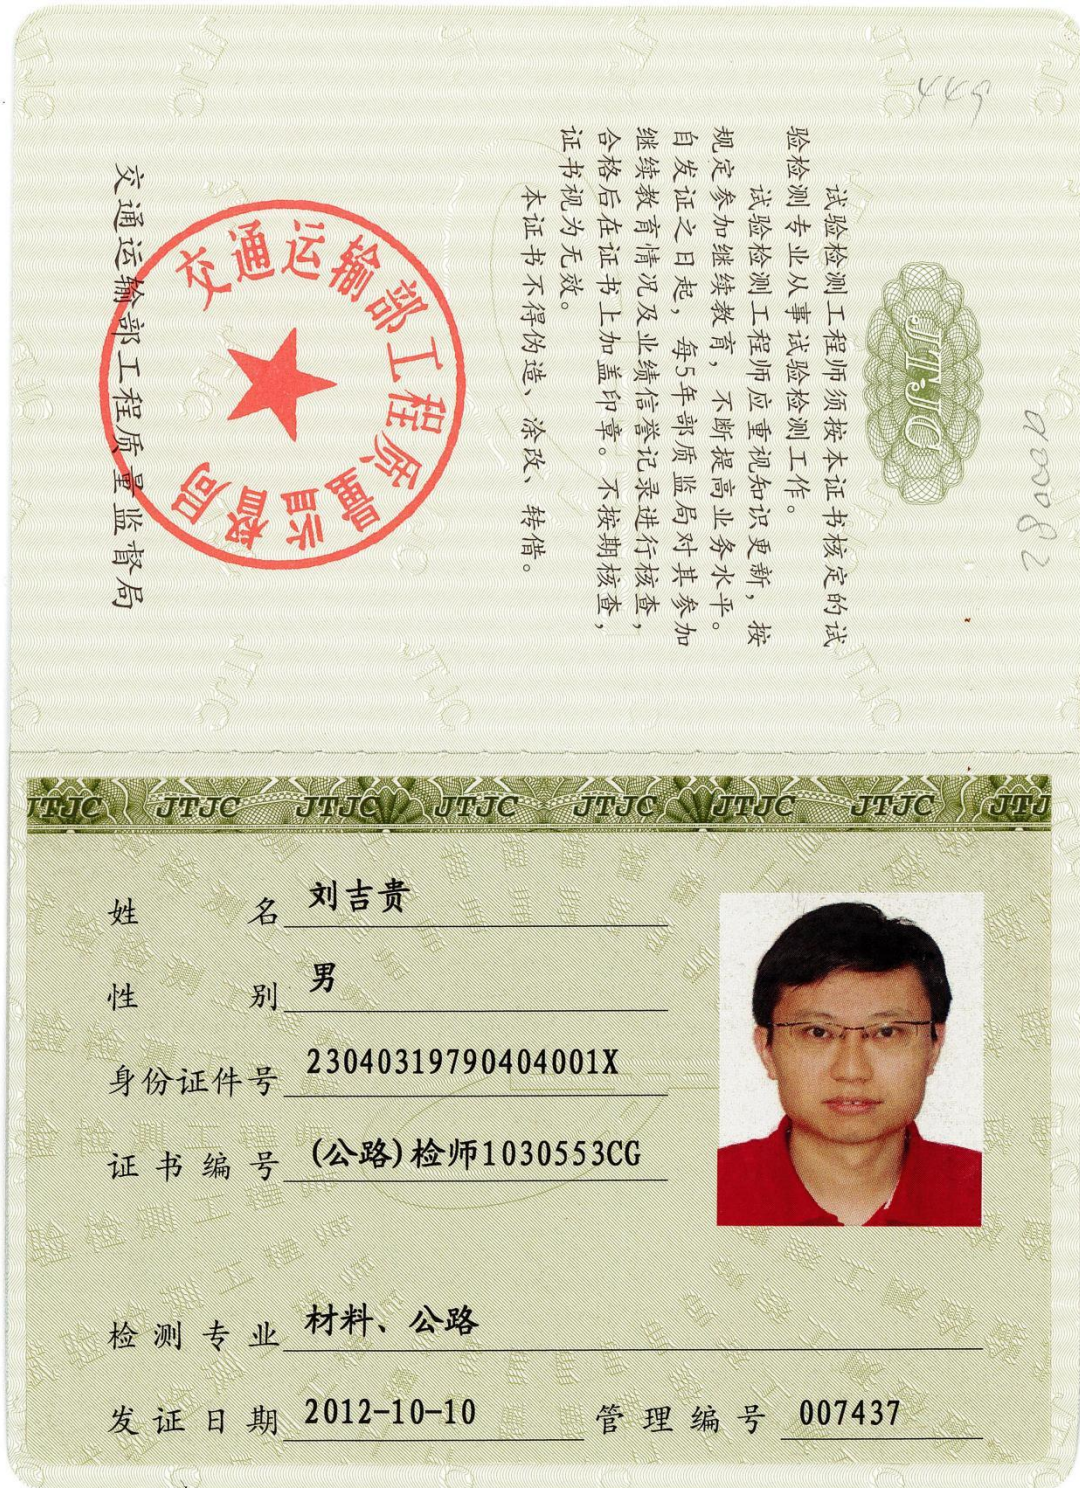 449
a00082
JTJC
试验检测工程师须按本证书核定的试
验检测专业从事试验检测工作。
试验检测工程师应重视知识更新，按
规定参加继续教育，不断提高业务水平。
自发证之日起，每5年部质监局对其参加
继续教育情况及业绩信誉记录进行核查，
合格后在证书上加盖印章。不按期核查，
证书视为无效。
本证书不得伪造、涂改、转借。
交通运输部工程质量监督局
交通运输部工程质量监督局
JTJC JTJC JTJC JTJC JTJC JTJC JTJC JTJ
姓名 刘吉贵
性别 男
身份证件号 23040319790404001X
证书编号 (公路)检师1030553CG
检测专业 材料、公路
发证日期 2012-10-10 管理编号 007437